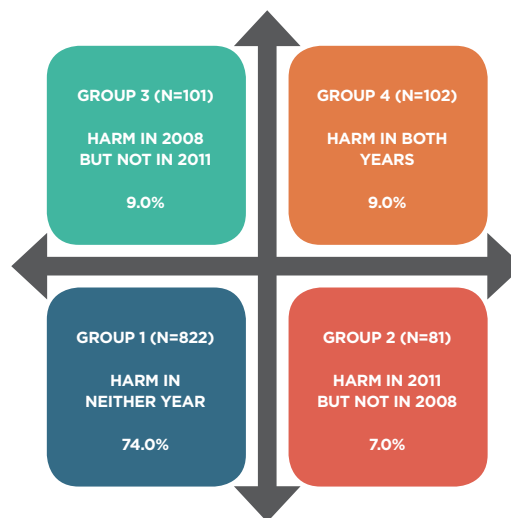 GROUP 3 (N=101)
HARM IN 2008
BUT NOT IN 2011
9.0%
GROUP 4 (N=102)
HARM IN BOTH
YEARS
9.0%
GROUP 1 (N=822)
HARM IN
NEITHER YEAR
74.0%
GROUP 2 (N=81)
HARM IN 2011
BUT NOT IN 2008
7.0%